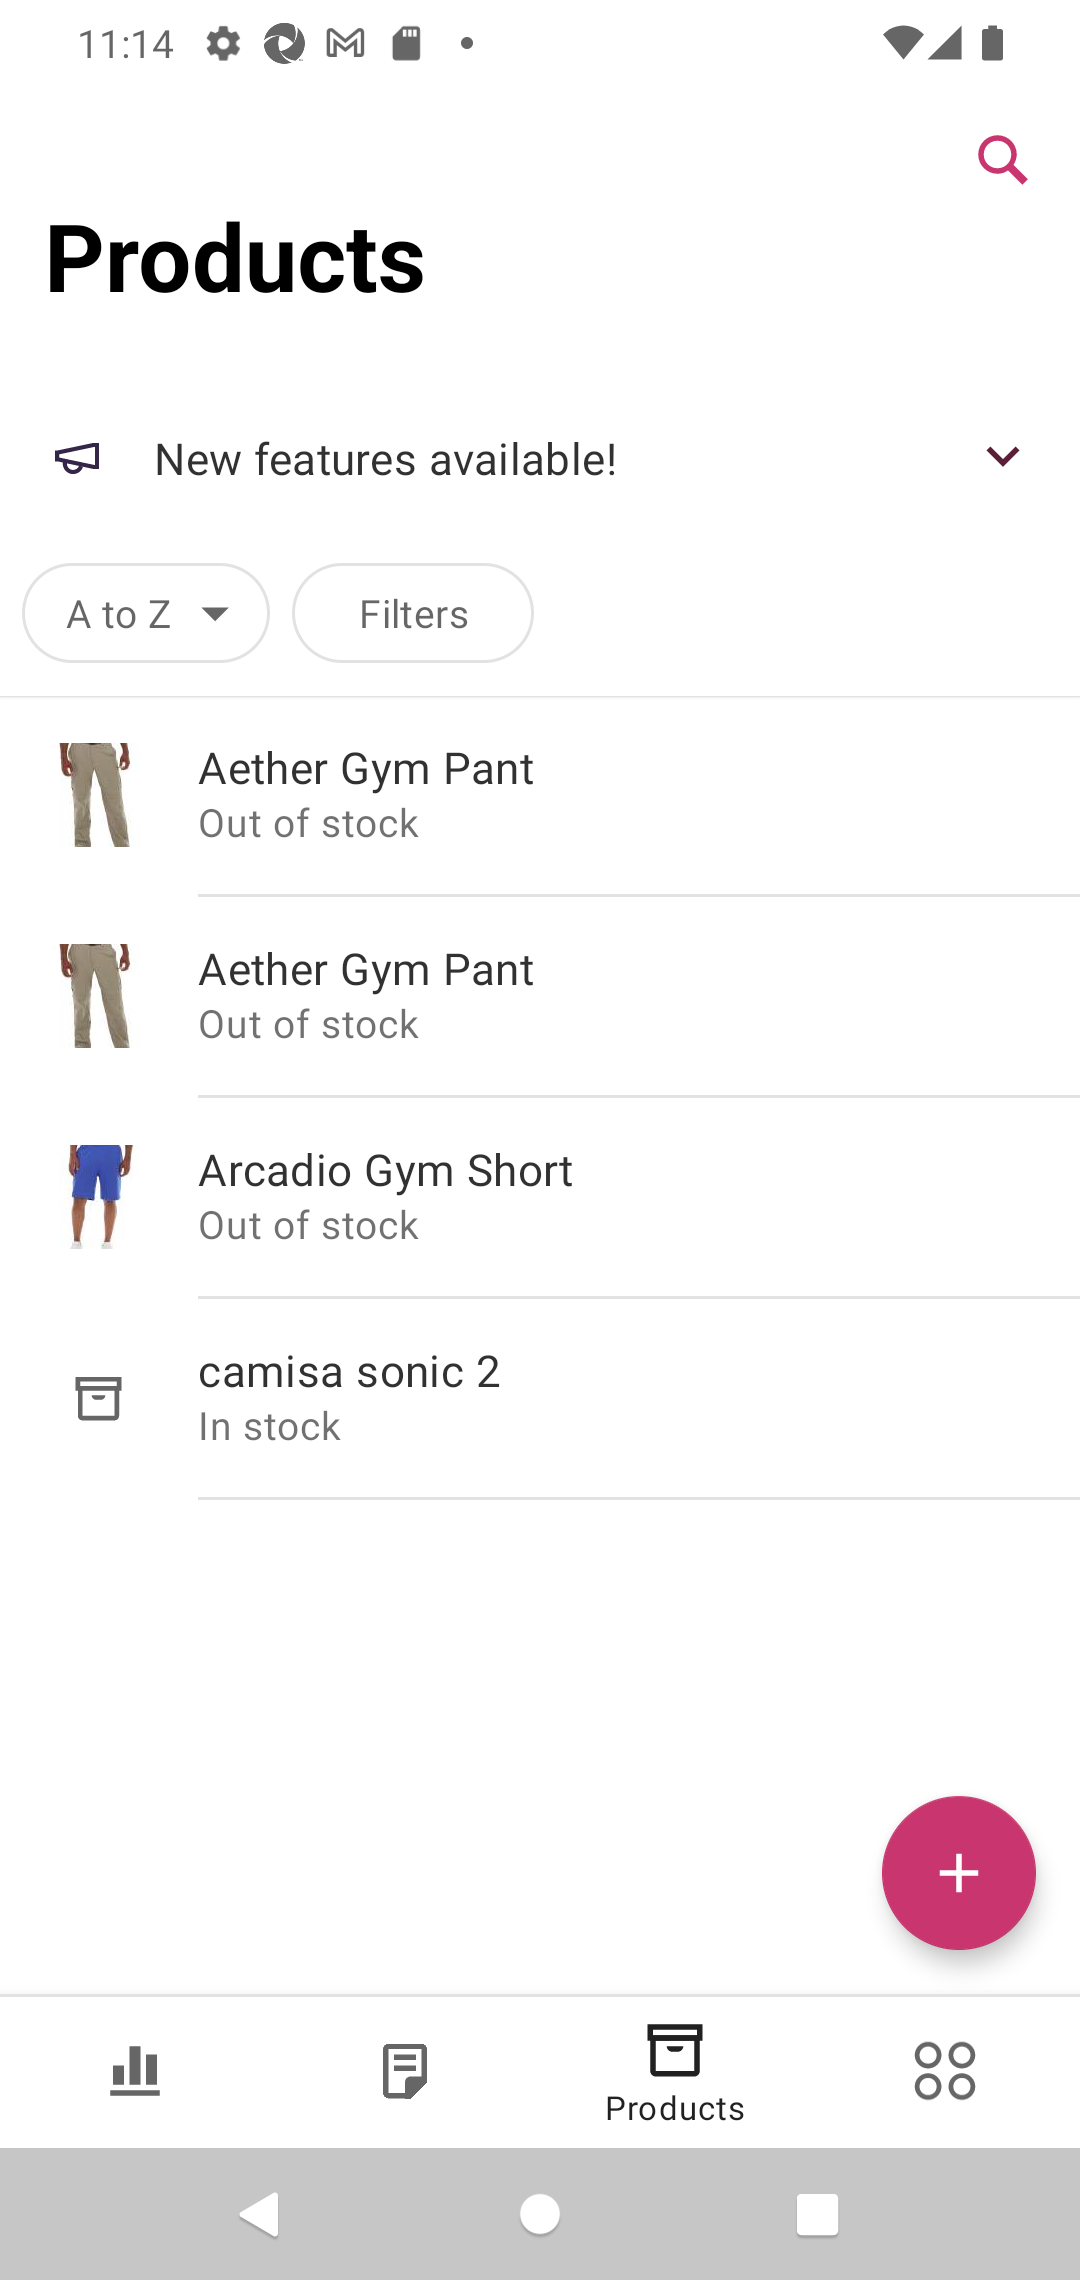 11:14
Products
New features available!
A to Z
Filters
Aether Gym Pant
Out of stock
Aether Gym Pant
Out of stock
Arcadio Gym Short
Out of stock
camisa sonic 2
In stock
Products